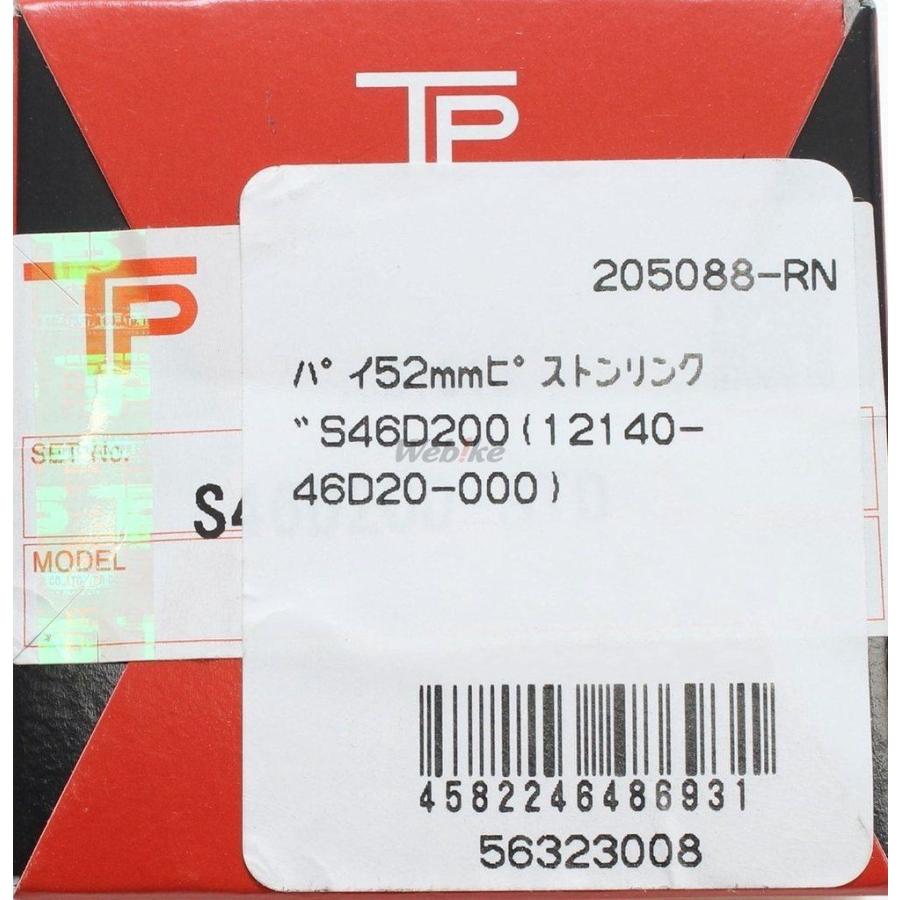 TP
205088-RN
TP
パイ52mmピストンリンク
゛S46D200(12140-
Webike
46D20-000)
SET No.
S4
MODEL
4582246486931
56323008